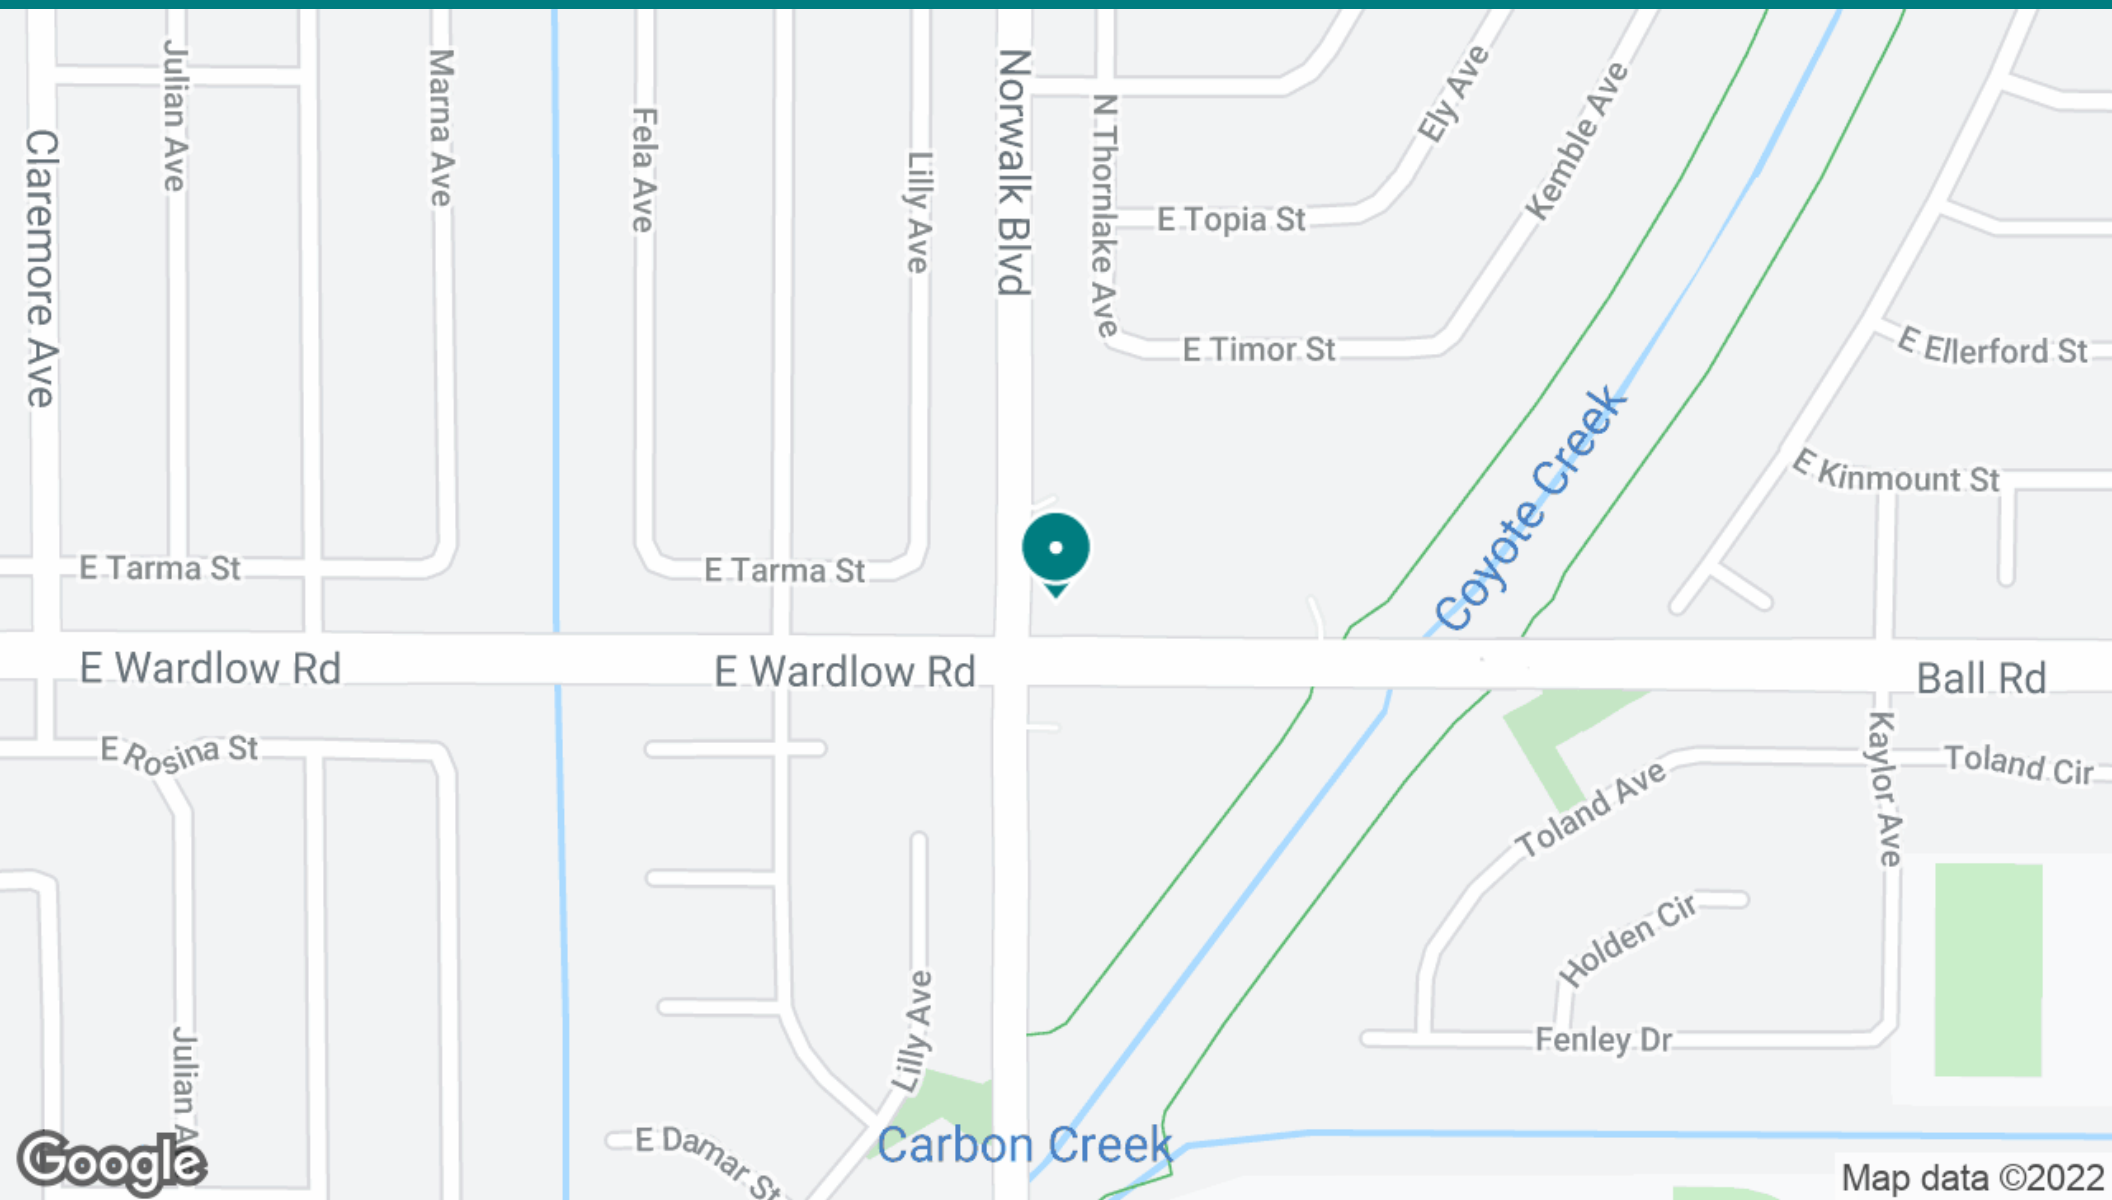 Julian Ave
Marna Ave
Claremore Ave
Fela Ave
Lilly Ave
Norwalk Blvd
N Thornlake Ave
Ely Ave
Kemble Ave
E Topia St
E Timor St
E Ellerford St
E Kinmount St
Coyote Creek
E Tarma St
E Tarma St
E Wardlow Rd
E Wardlow Rd
Ball Rd
E Rosina St
Kaylor Ave
Toland Cir
Toland Ave
Holden Cir
Lilly Ave
Fenley Dr
Julian A
E Damar St
Carbon Creek
Google
Map data ©2022